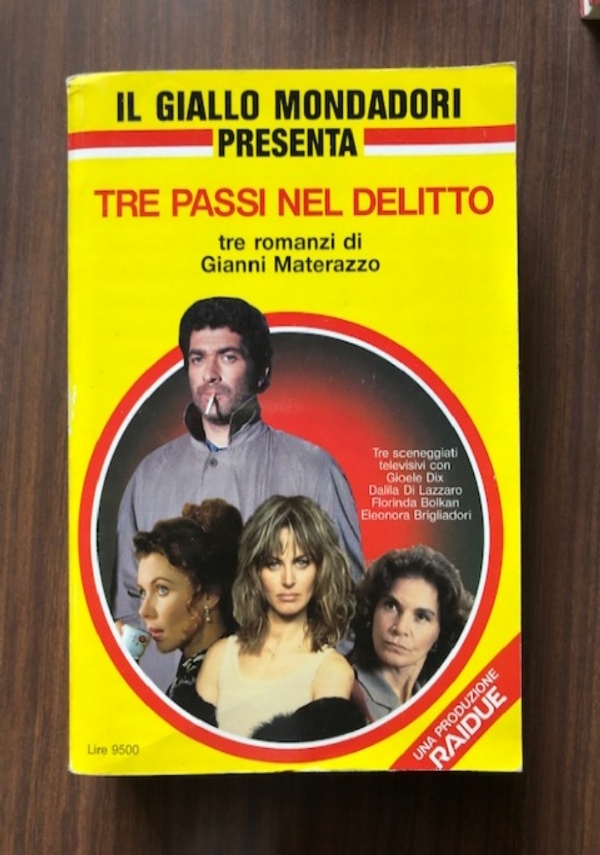 IL GIALLO MONDADORI
PRESENTA
TRE PASSI NEL DELITTO
tre romanzi di
Gianni Materazzo
Tre sceneggiati
televisivi con
Gioele Dix
Dalila Di Lazzaro
Florinda Bolkan
Eleonora Brigliadori
Lire 9500
UNA PRODUZIONE
RAIDUE